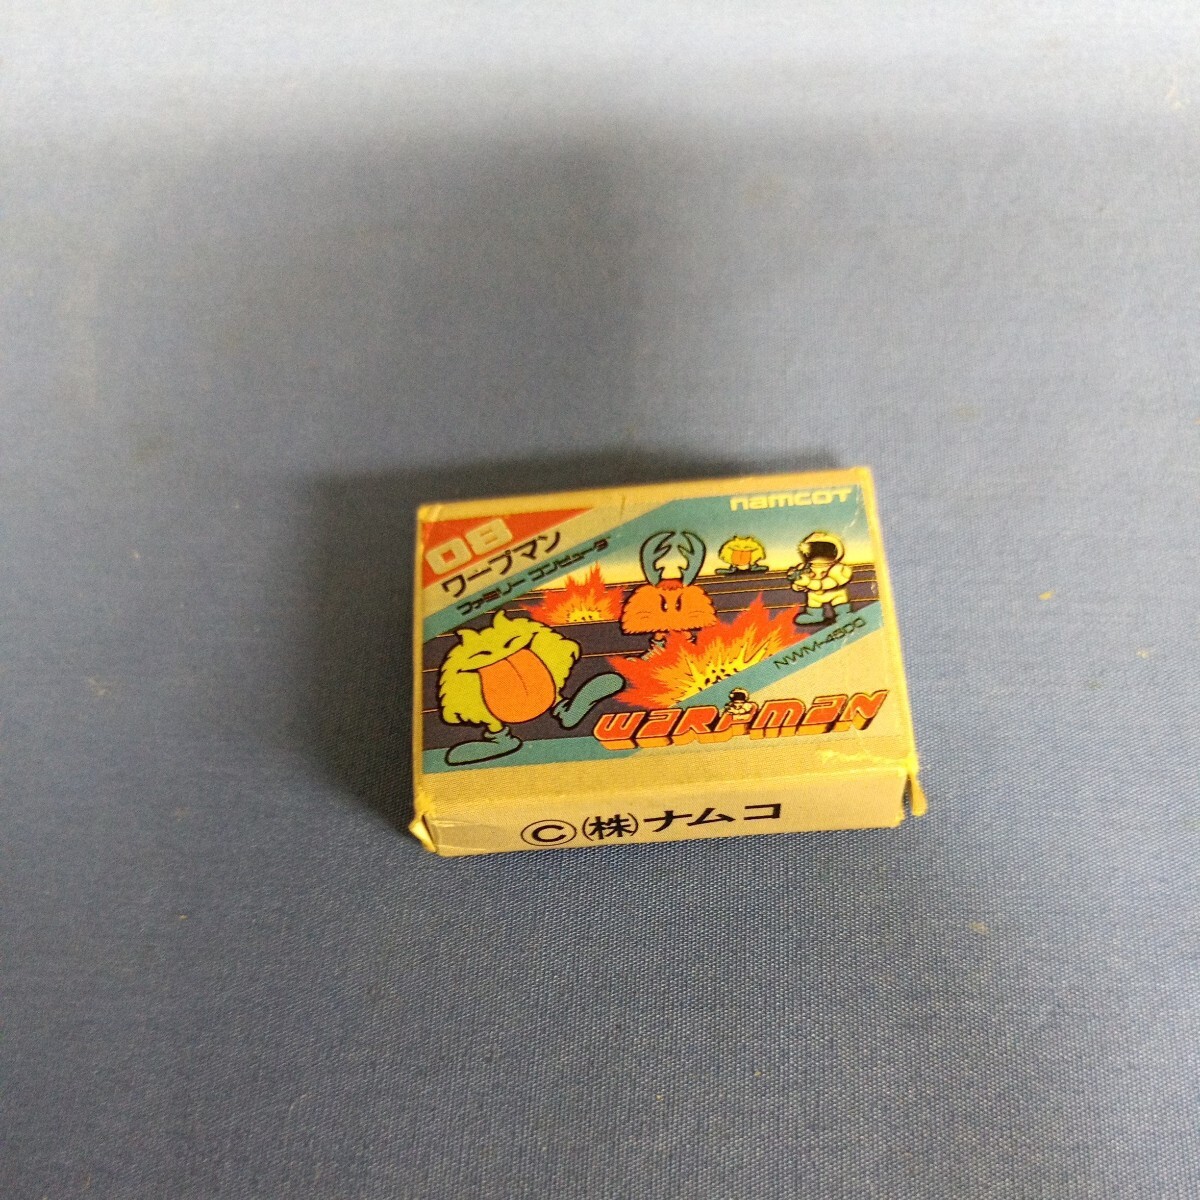 namcot
08
ワープマン
ファミリー コンピュータ
NWM-4500
WARPMAN
©(株)ナムコ